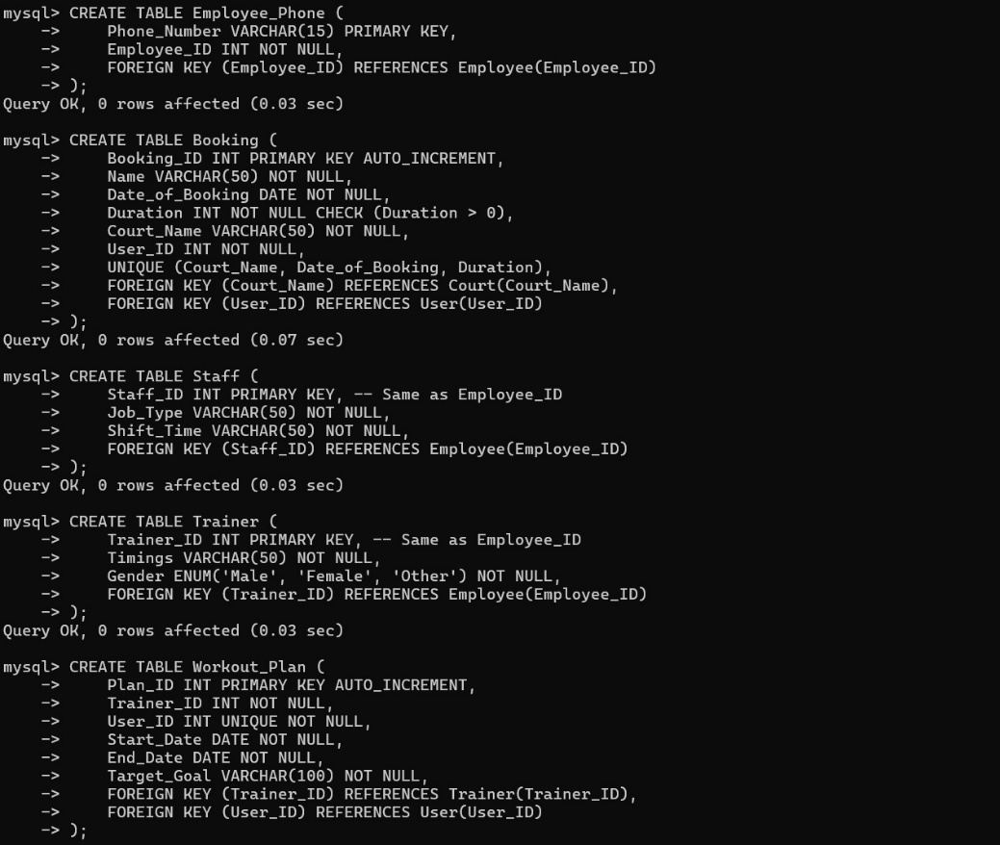 mysql> CREATE TABLE Employee_Phone (
    ->     Phone_Number VARCHAR(15) PRIMARY KEY,
    ->     Employee_ID INT NOT NULL,
    ->     FOREIGN KEY (Employee_ID) REFERENCES Employee(Employee_ID)
    -> );
Query OK, 0 rows affected (0.03 sec)

mysql> CREATE TABLE Booking (
    ->     Booking_ID INT PRIMARY KEY AUTO_INCREMENT,
    ->     Name VARCHAR(50) NOT NULL,
    ->     Date_of_Booking DATE NOT NULL,
    ->     Duration INT NOT NULL CHECK (Duration > 0),
    ->     Court_Name VARCHAR(50) NOT NULL,
    ->     User_ID INT NOT NULL,
    ->     UNIQUE (Court_Name, Date_of_Booking, Duration),
    ->     FOREIGN KEY (Court_Name) REFERENCES Court(Court_Name),
    ->     FOREIGN KEY (User_ID) REFERENCES User(User_ID)
    -> );
Query OK, 0 rows affected (0.07 sec)

mysql> CREATE TABLE Staff (
    ->     Staff_ID INT PRIMARY KEY, -- Same as Employee_ID
    ->     Job_Type VARCHAR(50) NOT NULL,
    ->     Shift_Time VARCHAR(50) NOT NULL,
    ->     FOREIGN KEY (Staff_ID) REFERENCES Employee(Employee_ID)
    -> );
Query OK, 0 rows affected (0.03 sec)

mysql> CREATE TABLE Trainer (
    ->     Trainer_ID INT PRIMARY KEY, -- Same as Employee_ID
    ->     Timings VARCHAR(50) NOT NULL,
    ->     Gender ENUM('Male', 'Female', 'Other') NOT NULL,
    ->     FOREIGN KEY (Trainer_ID) REFERENCES Employee(Employee_ID)
    -> );
Query OK, 0 rows affected (0.03 sec)

mysql> CREATE TABLE Workout_Plan (
    ->     Plan_ID INT PRIMARY KEY AUTO_INCREMENT,
    ->     Trainer_ID INT NOT NULL,
    ->     User_ID INT UNIQUE NOT NULL,
    ->     Start_Date DATE NOT NULL,
    ->     End_Date DATE NOT NULL,
    ->     Target_Goal VARCHAR(100) NOT NULL,
    ->     FOREIGN KEY (Trainer_ID) REFERENCES Trainer(Trainer_ID),
    ->     FOREIGN KEY (User_ID) REFERENCES User(User_ID)
    -> );